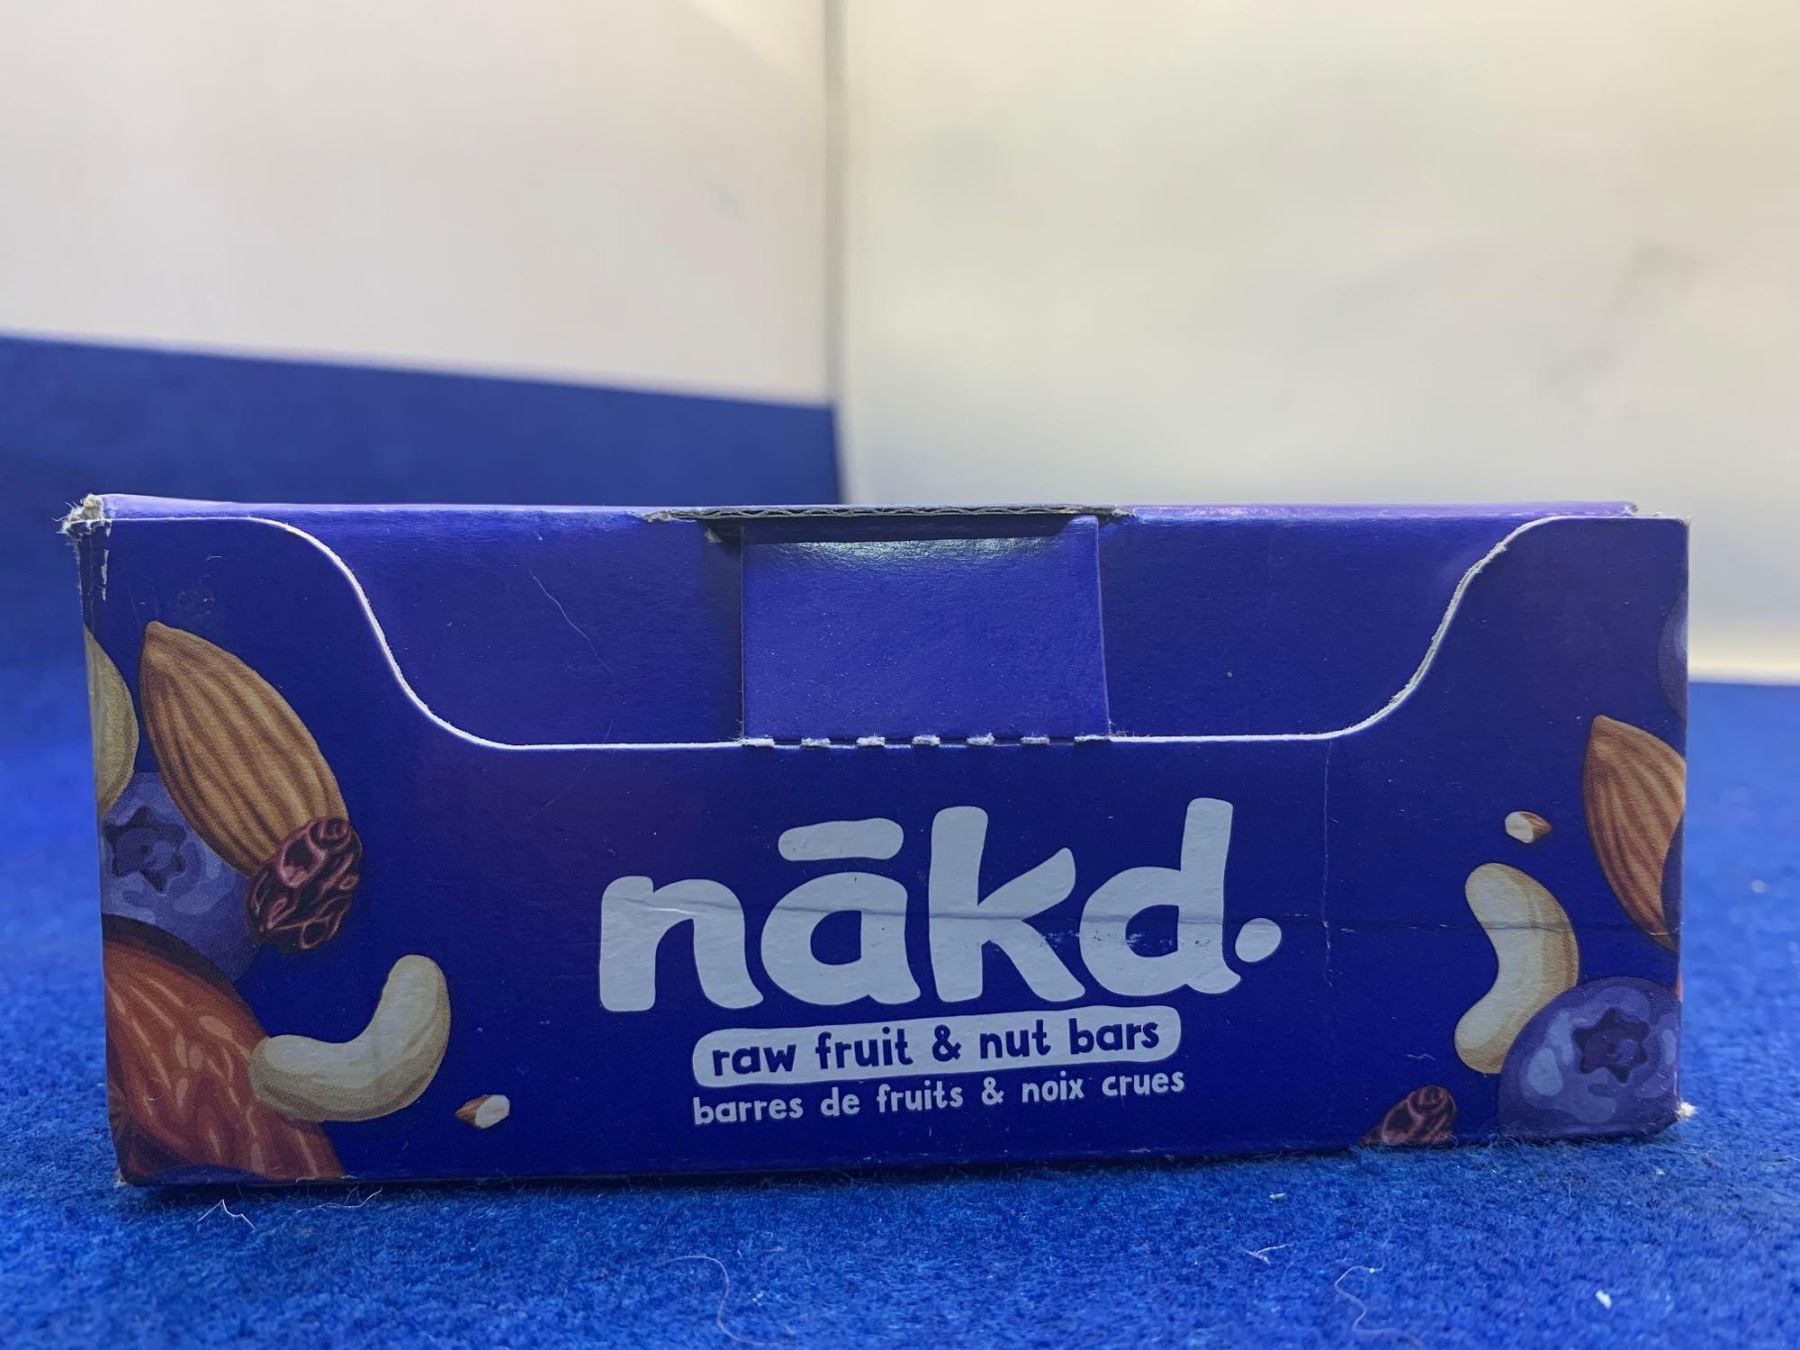 nākd.
raw fruit & nut bars
barres de fruits & noix crues